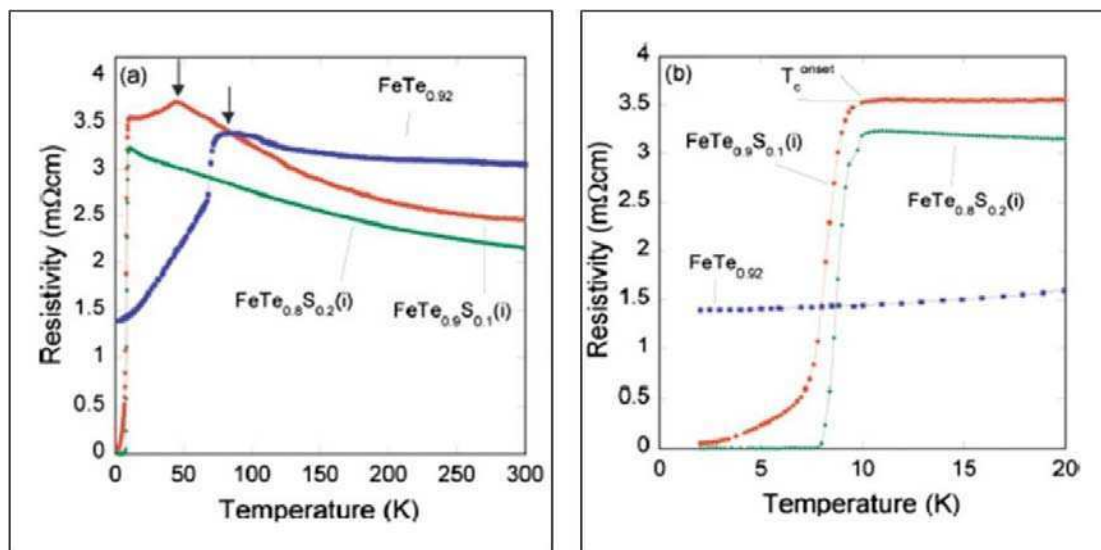 (a)
4
3.5
3
2.5
2
1.5
1
0.5
0
0 50 100 150 200 250 300
Resistivity (mΩcm)
Temperature (K)
FeTe0.92
FeTe0.8S0.2(i)
FeTe0.9S0.1(i)
(b)
4
3.5
3
2.5
2
1.5
1
0.5
0
0 5 10 15 20
Resistivity (mΩcm)
Temperature (K)
Tc onset
FeTe0.9S0.1(i)
FeTe0.8S0.2(i)
FeTe0.92